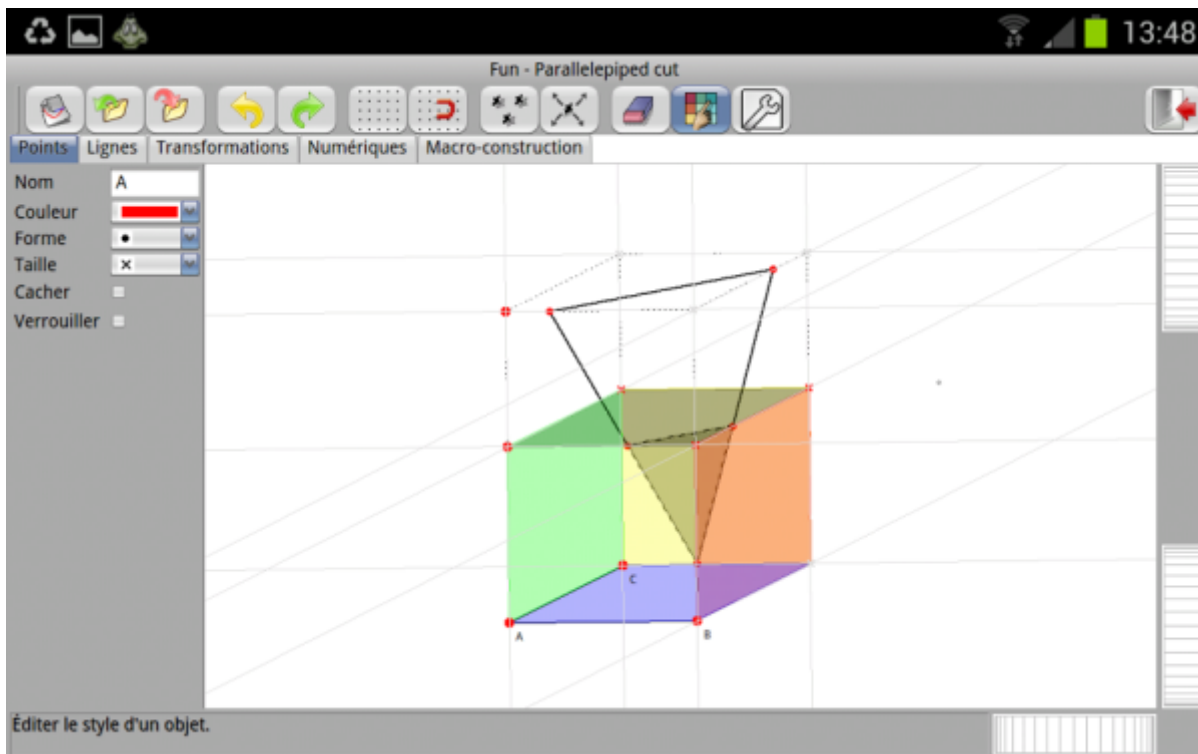 13:48
Fun - Parallelepiped cut
Points Lignes Transformations Numériques Macro-construction
Nom A
Couleur
Forme
Taille
Cacher
Verrouiller
C
A B
Éditer le style d'un objet.